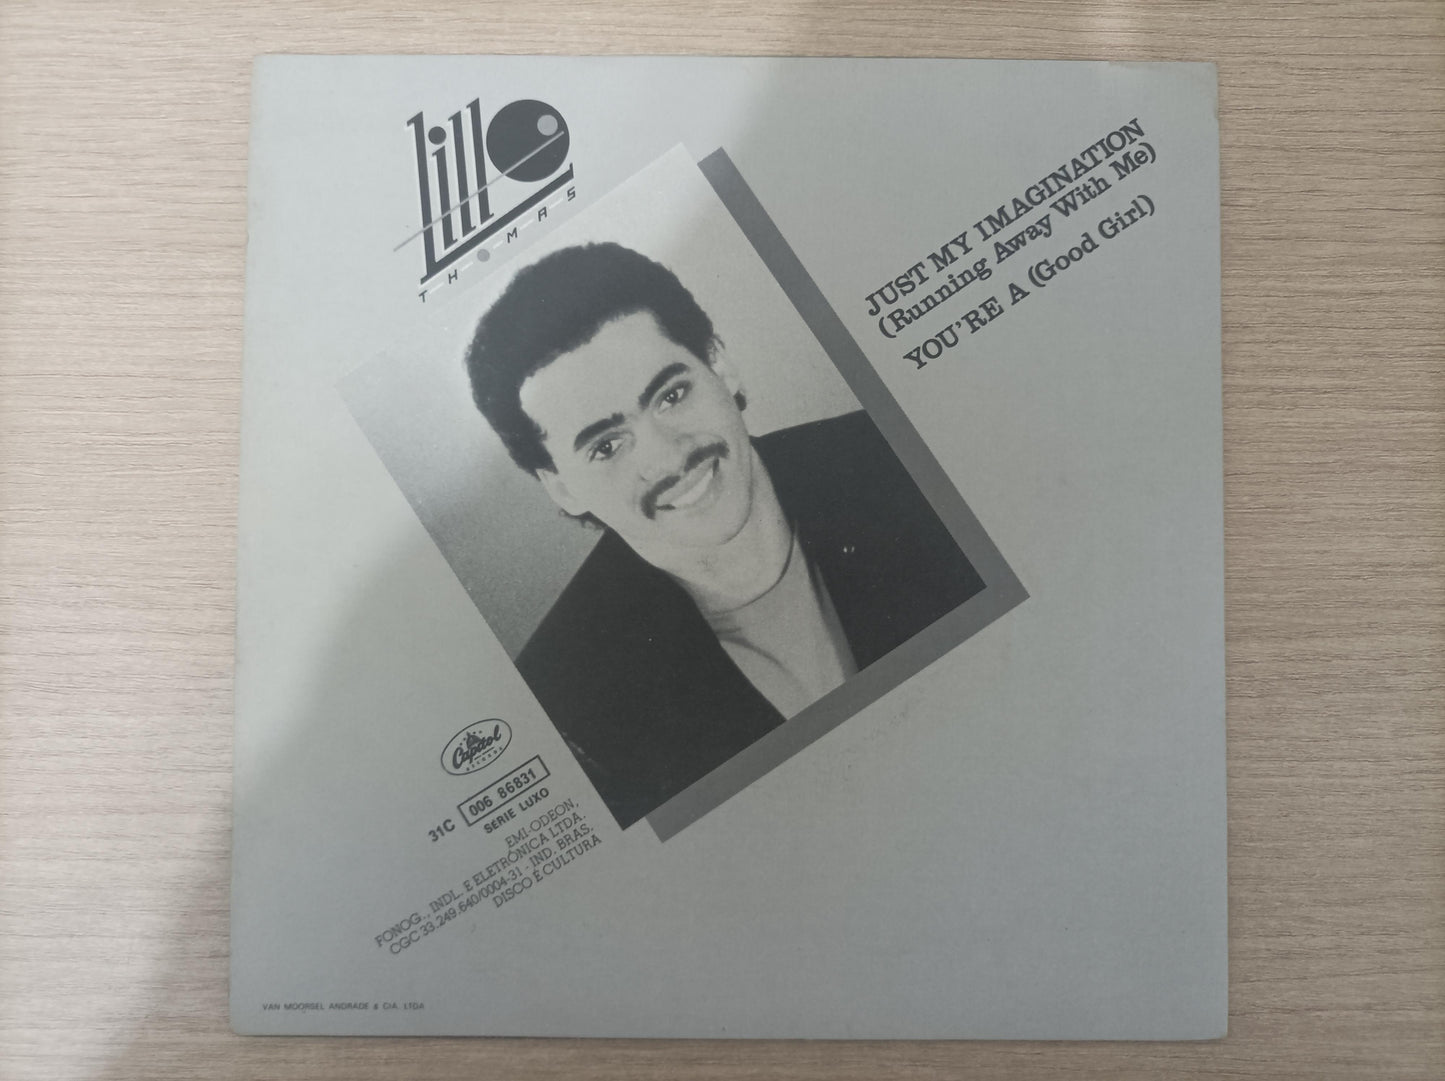 Lillo
THOMAS
JUST MY IMAGINATION
(Running Away With Me)
YOU'RE A (Good Girl)
Capitol
RECORDS
31C 006 86831
SÉRIE LUXO
EMI-ODEON,
FONOG., INDL. E ELETRÔNICA LTDA.
CGC 33.249.640/0004-31 - IND. BRAS.
DISCO É CULTURA
VAN MOORSEL ANDRADE & CIA. LTDA